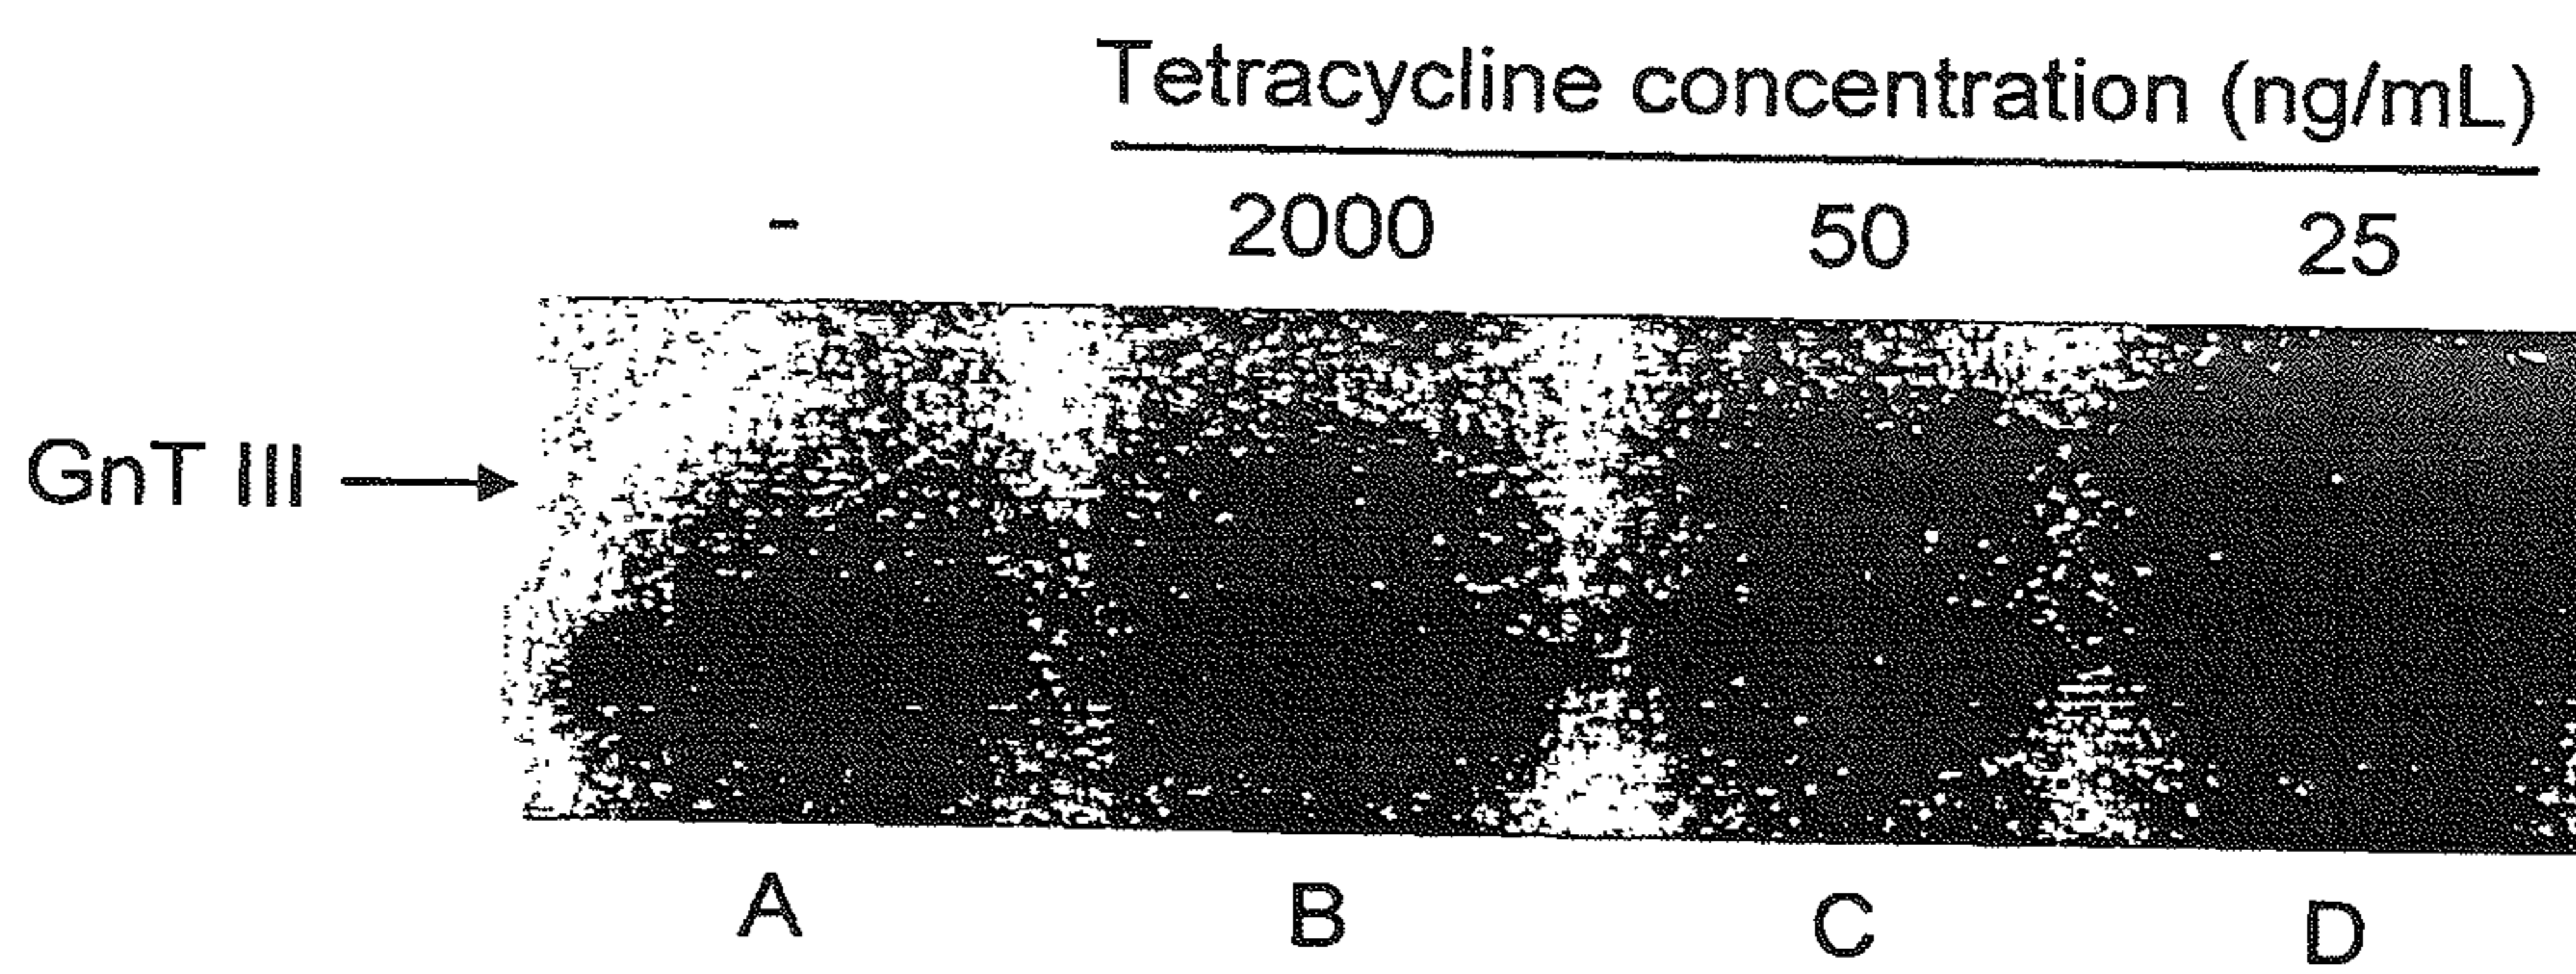 Tetracycline concentration (ng/mL)
- 2000 50 25
GnT III
A B C D